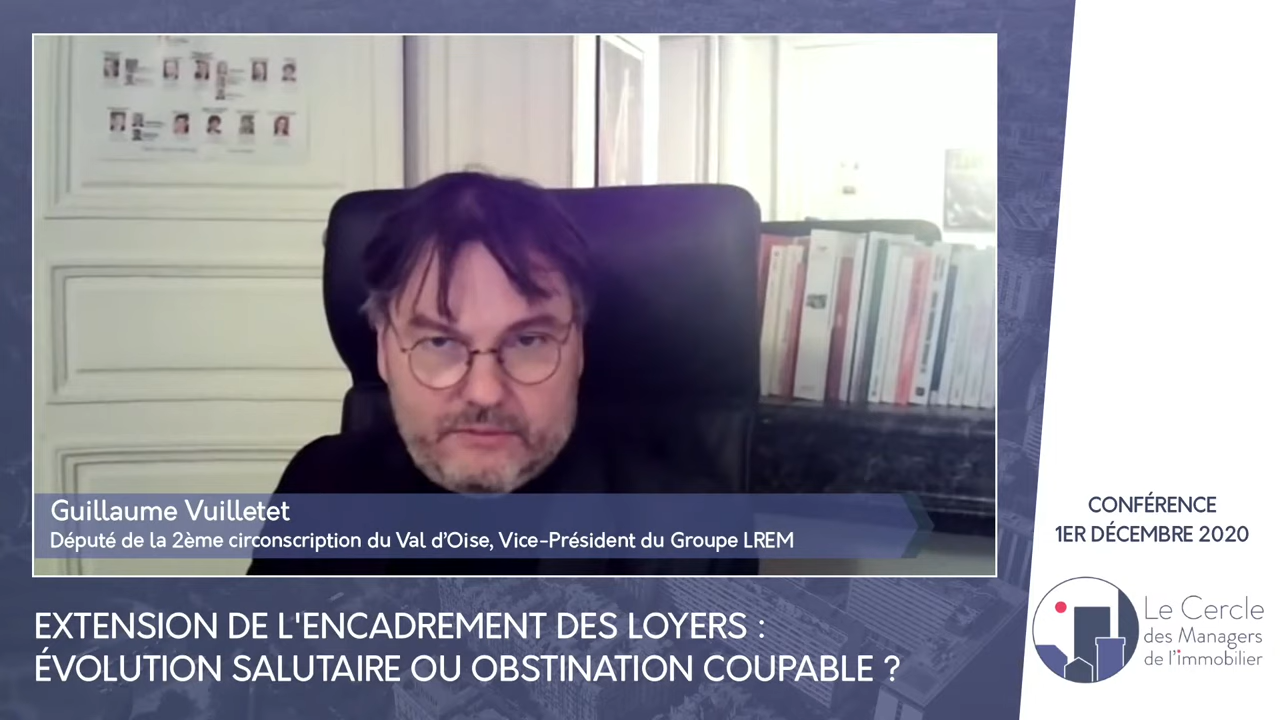 Guillaume Vuilletet
Député de la 2ème circonscription du Val d'Oise, Vice-Président du Groupe LREM
EXTENSION DE L'ENCADREMENT DES LOYERS :
ÉVOLUTION SALUTAIRE OU OBSTINATION COUPABLE ?
CONFÉRENCE
1ER DÉCEMBRE 2020
Le Cercle
des Managers
de l'immobilier